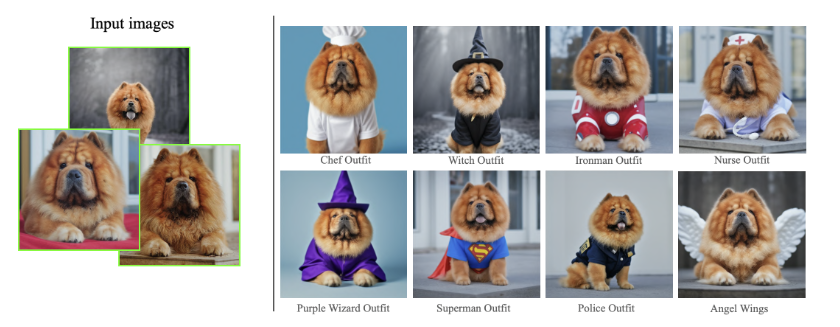 Input images
Chef Outfit
Witch Outfit
Ironman Outfit
Nurse Outfit
Purple Wizard Outfit
Superman Outfit
Police Outfit
Angel Wings